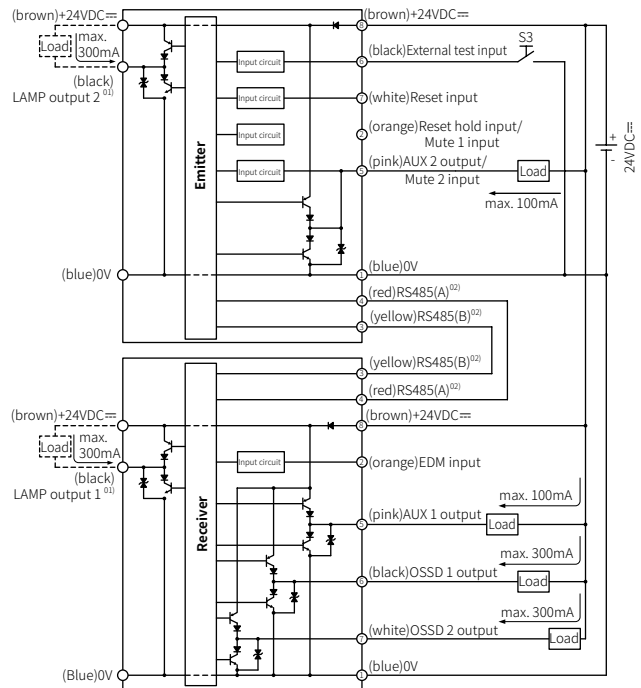 (brown)+24VDC⎓
Load
max.
300mA
(black)
LAMP output 2 01)
(blue)0V
Emitter
Input circuit
Input circuit
Input circuit
Input circuit
8
(brown)+24VDC⎓
6
(black)External test input
S3
7
(white)Reset input
2
(orange)Reset hold input/
Mute 1 input
5
(pink)AUX 2 output/
Mute 2 input
Load
max. 100mA
+
-
24VDC⎓
1
(blue)0V
4
(red)RS485(A)02)
3
(yellow)RS485(B)02)
3
(yellow)RS485(B)02)
4
(red)RS485(A)02)
(brown)+24VDC⎓
Load
max.
300mA
(black)
LAMP output 1 01)
(Blue)0V
Receiver
Input circuit
8
(brown)+24VDC⎓
2
(orange)EDM input
max. 100mA
5
(pink)AUX 1 output
Load
max. 300mA
6
(black)OSSD 1 output
Load
max. 300mA
7
(white)OSSD 2 output
Load
1
(blue)0V